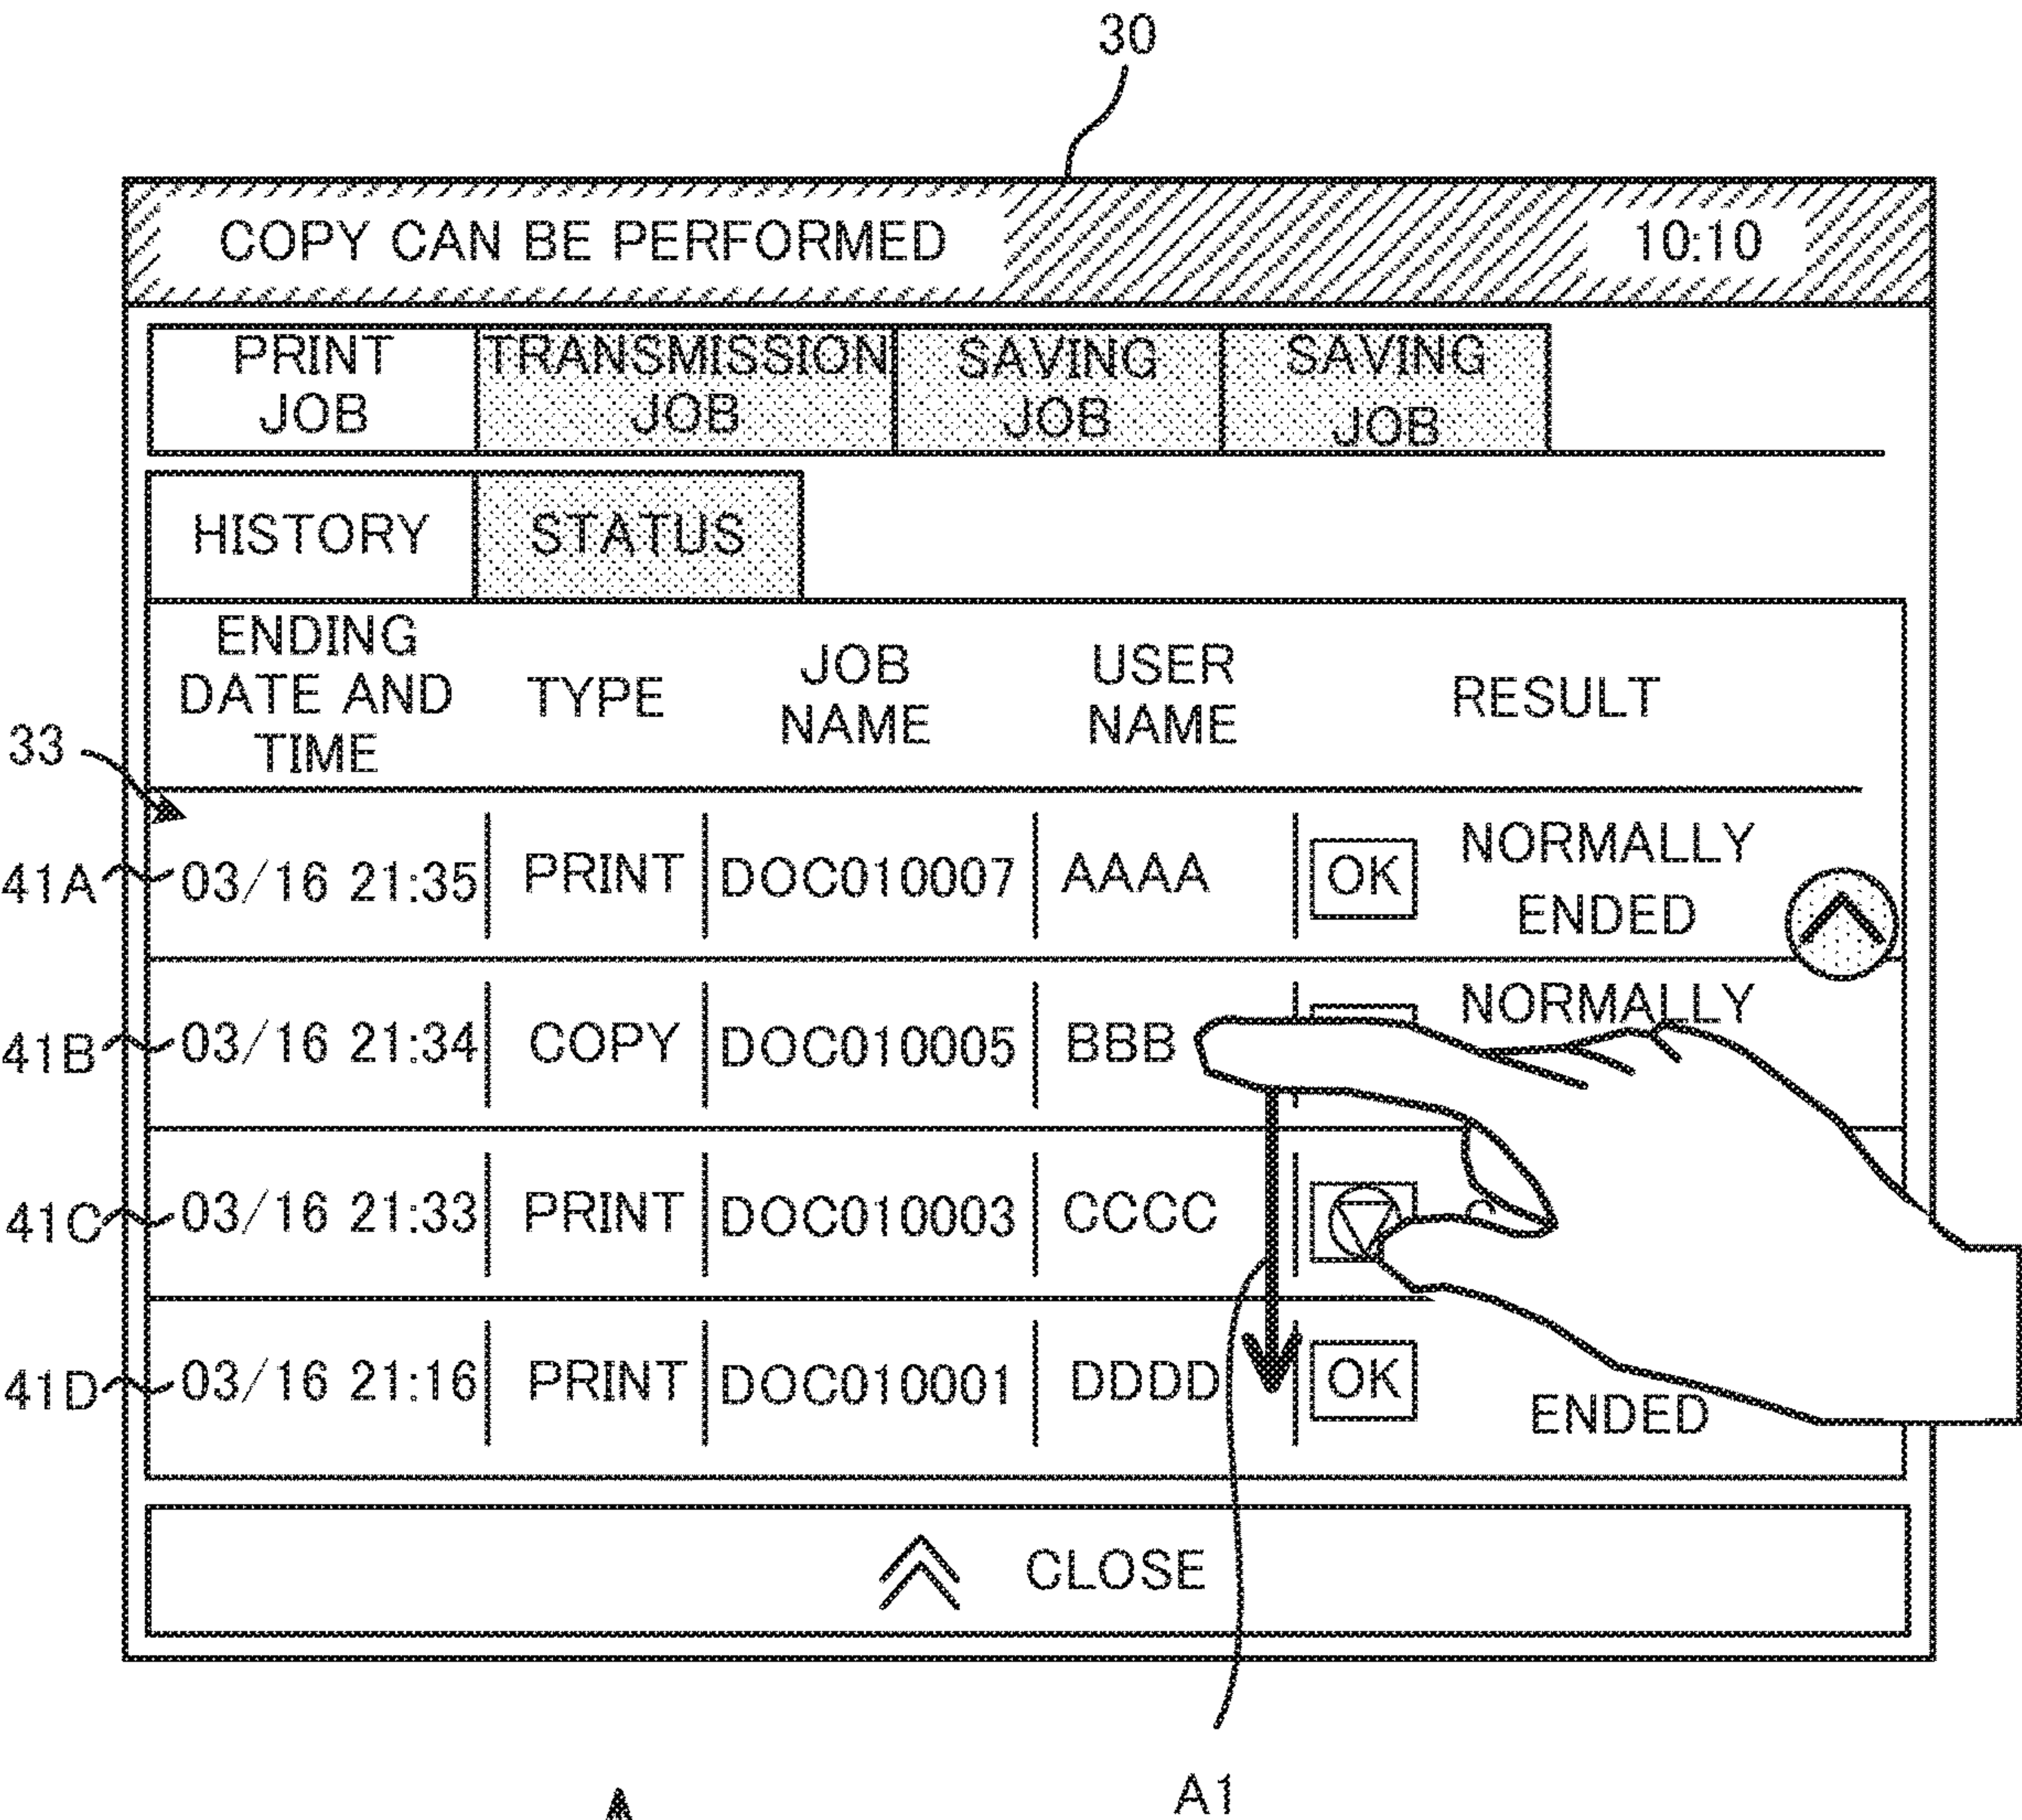 30
COPY CAN BE PERFORMED 10:10
PRINT JOB TRANSMISSION JOB SAVING JOB SAVING JOB
HISTORY STATUS
ENDING DATE AND TIME TYPE JOB NAME USER NAME RESULT
33
41A 03/16 21:35 PRINT DOC010007 AAAA OK NORMALLY ENDED
41B 03/16 21:34 COPY DOC010005 BBB NORMALLY
41C 03/16 21:33 PRINT DOC010003 CCCC
41D 03/16 21:16 PRINT DOC010001 DDDD OK ENDED
CLOSE
A1